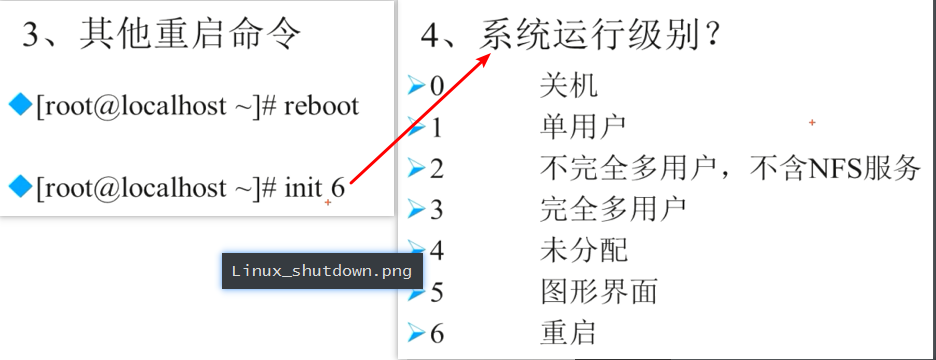 3、其他重启命令
[root@localhost ~]# reboot
[root@localhost ~]# init 6
Linux_shutdown.png
4、系统运行级别？
0 关机
1 单用户
2 不完全多用户，不含NFS服务
3 完全多用户
4 未分配
5 图形界面
6 重启